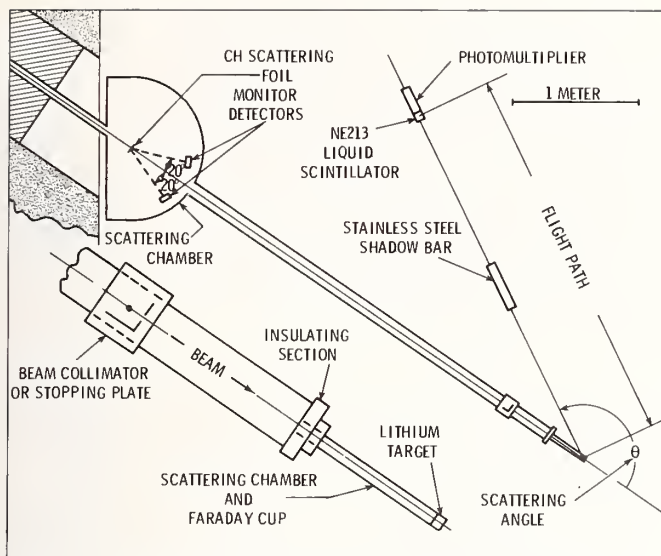 CH SCATTERING
FOIL
MONITOR
DETECTORS
20°
20°
SCATTERING
CHAMBER
PHOTOMULTIPLIER
1 METER
NE213
LIQUID
SCINTILLATOR
STAINLESS STEEL
SHADOW BAR
FLIGHT PATH
BEAM COLLIMATOR
OR STOPPING PLATE
BEAM
INSULATING
SECTION
LITHIUM
TARGET
SCATTERING CHAMBER
AND
FARADAY CUP
θ
SCATTERING
ANGLE